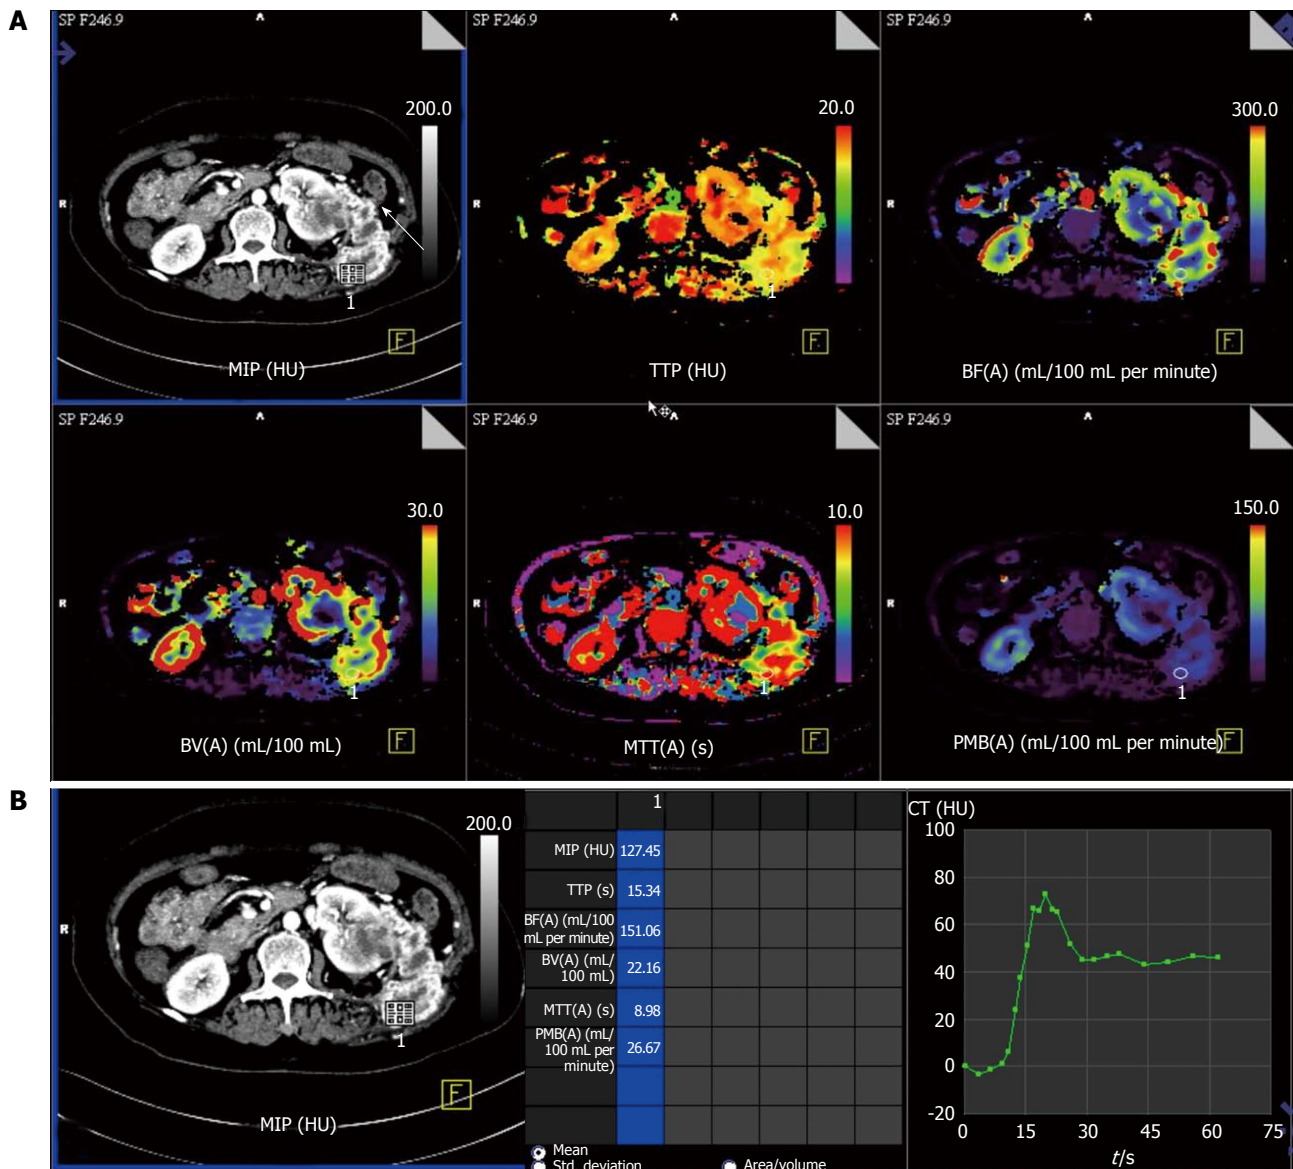 A
SP F246.9
A
200.0
R
1
F
MIP (HU)
SP F246.9
A
20.0
R
1
F
TTP (HU)
SP F246.9
A
300.0
R
1
F
BF(A) (mL/100 mL per minute)
SP F246.9
A
30.0
R
1
F
BV(A) (mL/100 mL)
SP F246.9
A
10.0
R
1
F
MTT(A) (s)
SP F246.9
A
150.0
R
1
F
PMB(A) (mL/100 mL per minute)
B
200.0
R
1
F
MIP (HU)
1
MIP (HU) 127.45
TTP (s) 15.34
BF(A) (mL/100
mL per minute) 151.06
BV(A) (mL/
100 mL) 22.16
MTT(A) (s) 8.98
PMB(A) (mL/
100 mL per 26.67
minute)
Mean
Std. deviation Area/volume
CT (HU)
100
80
60
40
20
0
-20
0 15 30 45 60 75
t/s